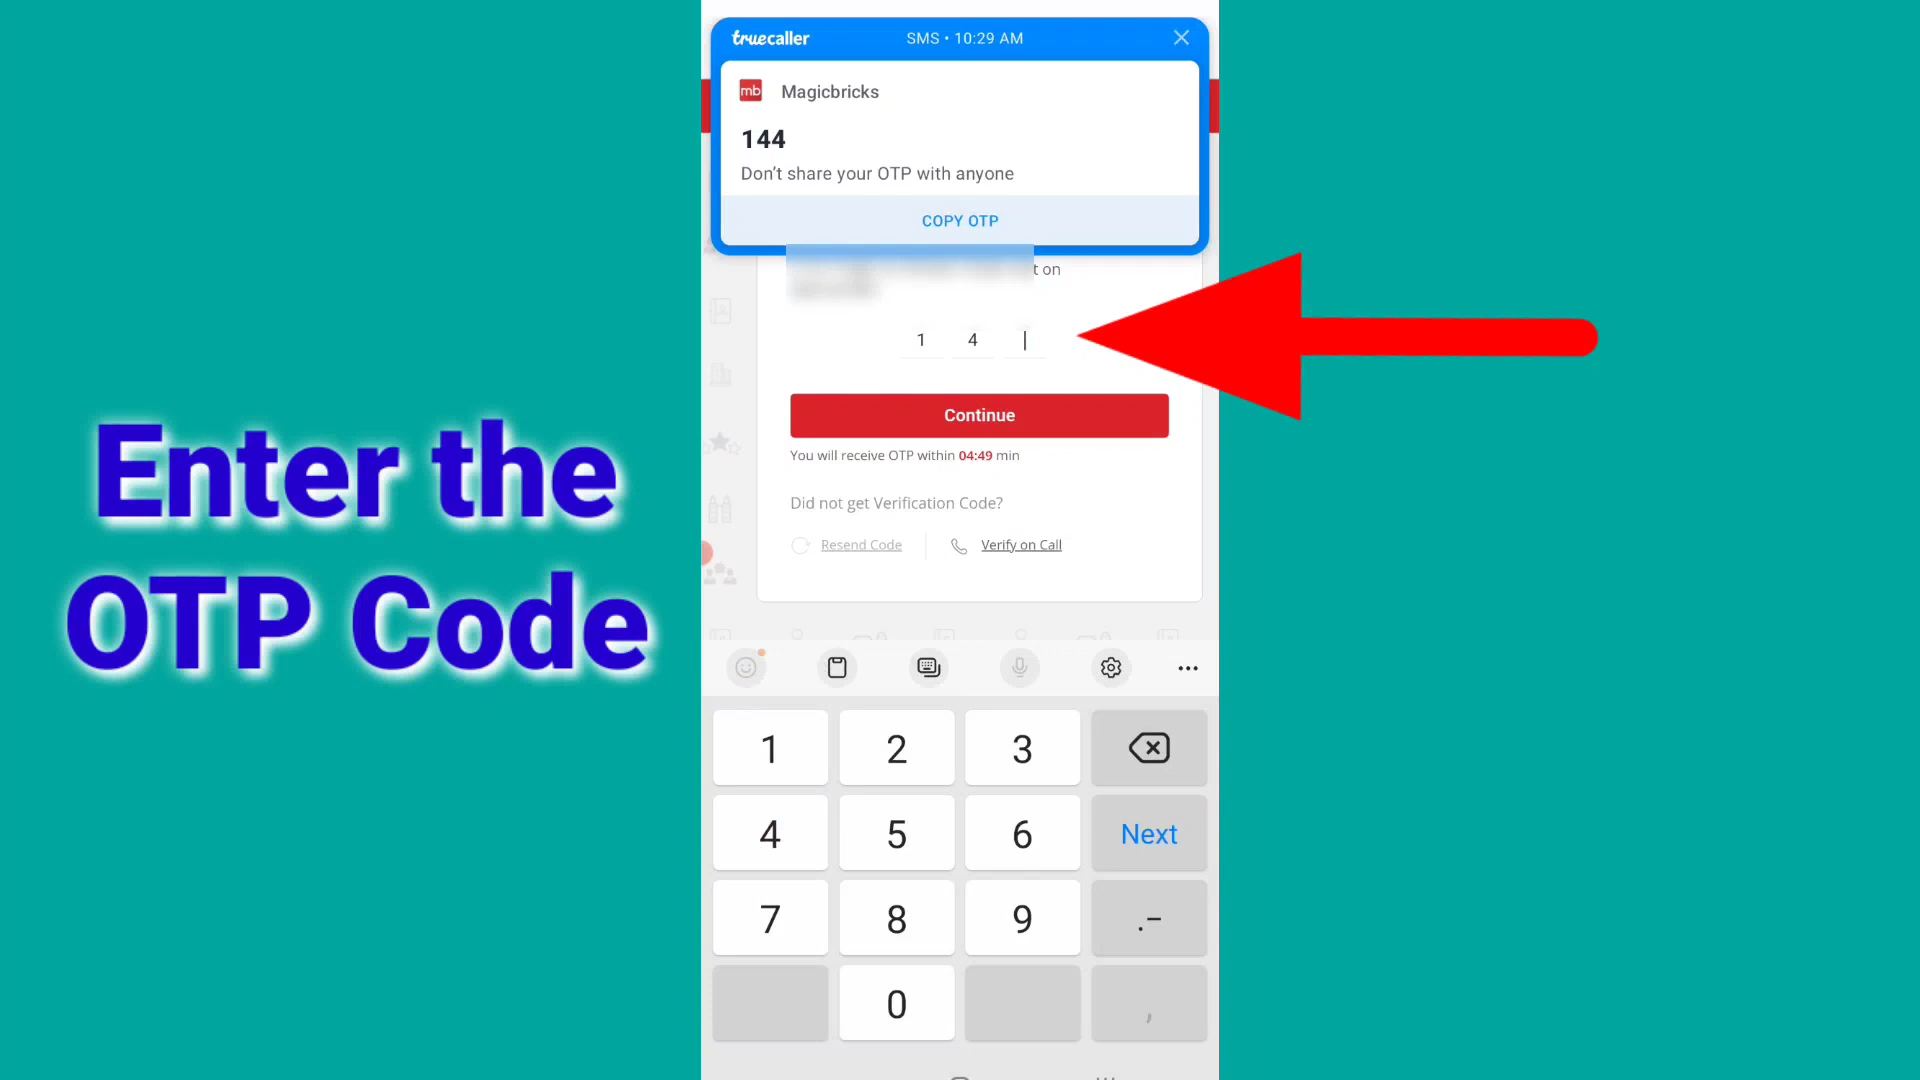 truecaller SMS • 10:29 AM
mb Magicbricks
144
Don't share your OTP with anyone
COPY OTP
t on
1 4
Continue
You will receive OTP within 04:49 min
Did not get Verification Code?
Resend Code Verify on Call
Enter the
OTP Code
1 2 3
4 5 6 Next
7 8 9 .-
0 ,